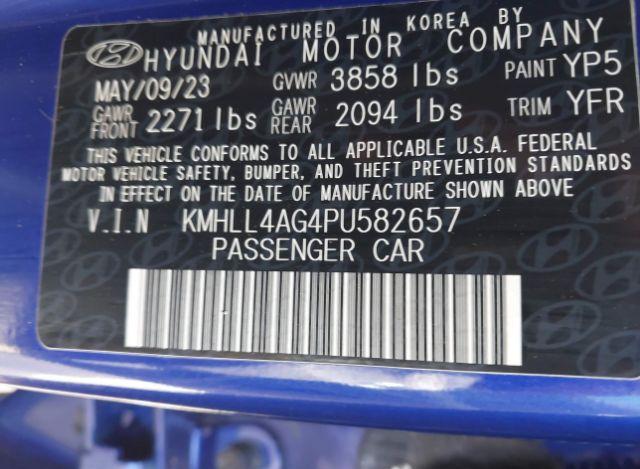 MANUFACTURED IN KOREA BY
HYUNDAI MOTOR COMPANY
MAY/09/23 GVWR 3858 lbs PAINT YP5
GAWR FRONT 2271 lbs GAWR REAR 2094 lbs TRIM YFR
THIS VEHICLE CONFORMS TO ALL APPLICABLE U.S.A. FEDERAL
MOTOR VEHICLE SAFETY, BUMPER, AND THEFT PREVENTION STANDARDS
IN EFFECT ON THE DATE OF MANUFACTURE SHOWN ABOVE
V.I.N KMHLL4AG4PU582657
PASSENGER CAR